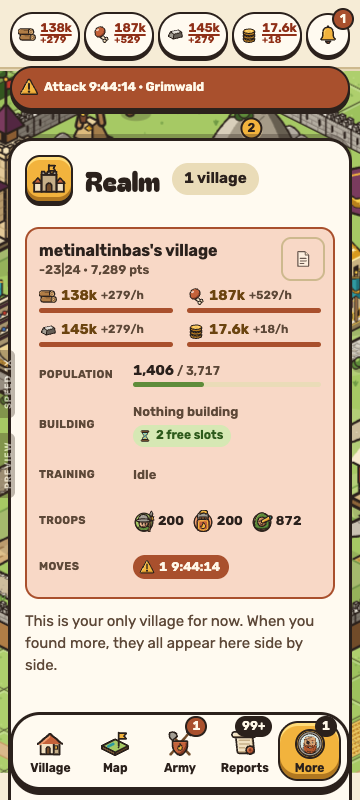 138k
+279
187k
+529
145k
+279
17.6k
+18
1
Attack 9:44:14 · Grimwald
2
Realm
1 village
metinaltinbas's village
-23|24 · 7,289 pts
138k +279/h
187k +529/h
145k +279/h
17.6k +18/h
POPULATION 1,406 / 3,717
BUILDING Nothing building
2 free slots
TRAINING Idle
TROOPS 200 200 872
MOVES 1 9:44:14
SPEED 1X
PREVIEW
This is your only village for now. When you
found more, they all appear here side by
side.
1
99+
1
Village
Map
Army
Reports
More